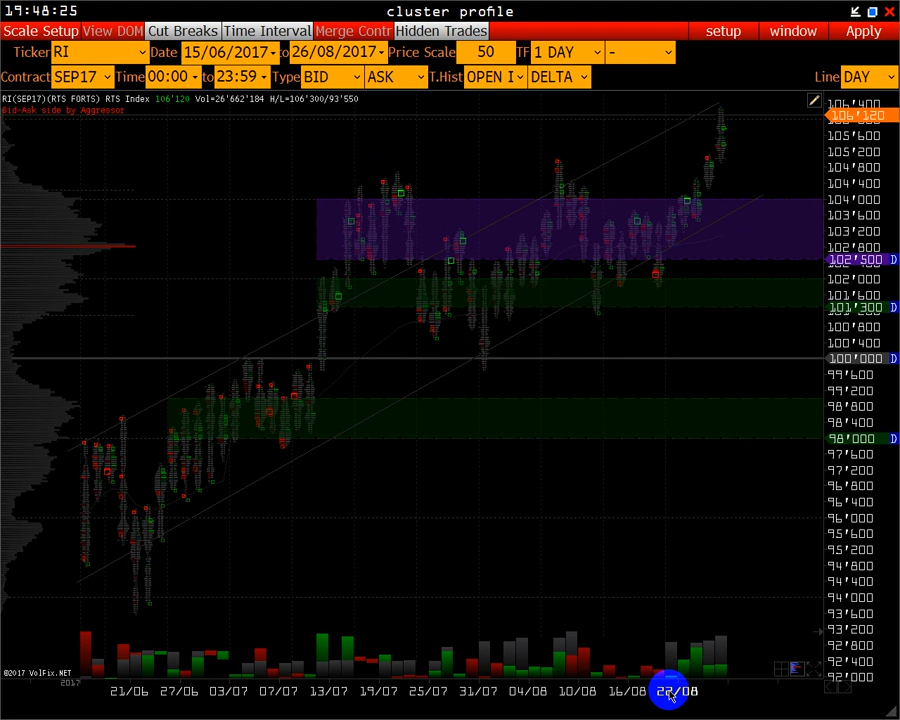 19:48:25 cluster profile
Scale Setup View DOM Cut Breaks Time Interval Merge Contr Hidden Trades setup window Apply
Ticker RI Date 15/06/2017 to 26/08/2017 Price Scale 50 TF 1 DAY -
Contract SEP17 Time 00:00 to 23:59 Type BID ASK T.Hist OPEN I DELTA Line DAY
RI(SEP17)(RTS FORTS) RTS Index 106'120 Vol=26'662'184 H/L=106'300/93'550
Bid-Ask side by Aggressor
106'400
106'120
105'600
105'200
104'800
104'400
104'000
103'600
103'200
102'800
102'500 D
102'000
101'600
101'300 D
100'800
100'400
100'000 D
99'600
99'200
98'800
98'400
98'000 D
97'600
97'200
96'800
96'400
96'000
95'600
95'200
94'800
94'400
94'000
93'600
93'200
92'800
92'400
92'000
©2017 VolFix.NET
2017 21/06 27/06 03/07 07/07 13/07 19/07 25/07 31/07 04/08 10/08 16/08 22/08